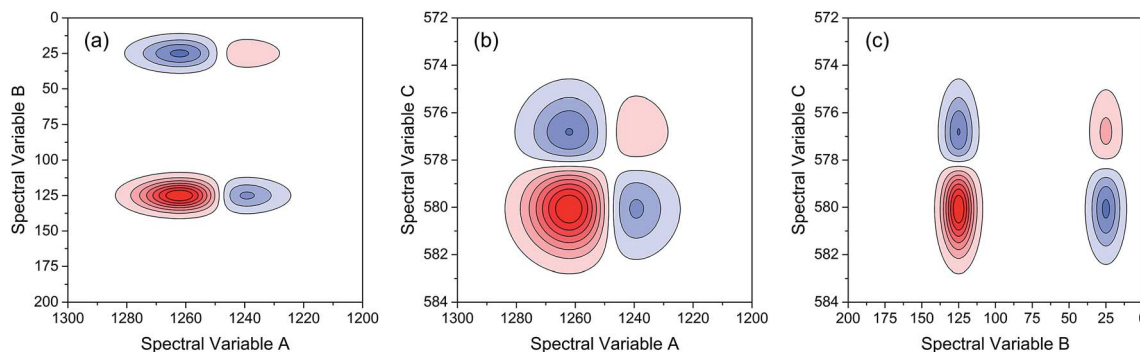 (a)
Spectral Variable B
0
25
50
75
100
125
150
175
200
1300 1280 1260 1240 1220 1200
Spectral Variable A
(b)
Spectral Variable C
572
574
576
578
580
582
584
1300 1280 1260 1240 1220 1200
Spectral Variable A
(c)
Spectral Variable C
572
574
576
578
580
582
584
200 175 150 125 100 75 50 25 0
Spectral Variable B